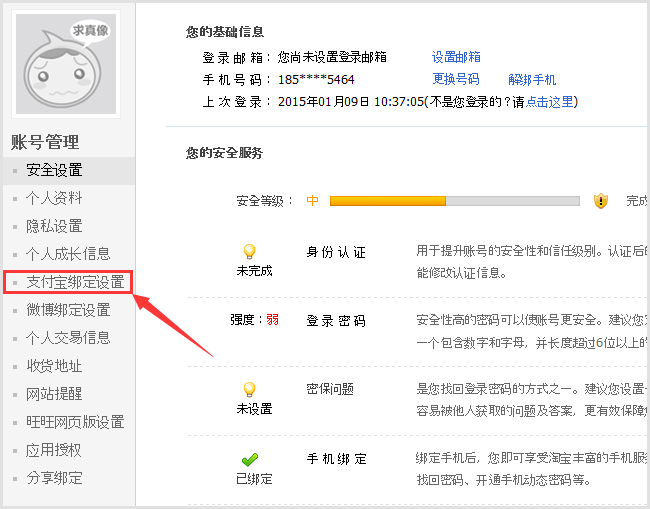 求真像
账号管理
安全设置
个人资料
隐私设置
个人成长信息
支付宝绑定设置
微博绑定设置
个人交易信息
收货地址
网站提醒
旺旺网页版设置
应用授权
分享绑定
您的基础信息
登 录 邮 箱： 您尚未设置登录邮箱 设置邮箱
手 机 号 码： 185****5464 更换号码 解绑手机
上 次 登 录： 2015年01月09日 10:37:05(不是您登录的？请点击这里)
您的安全服务
安全等级： 中 完成
未完成
身 份 认 证
用于提升账号的安全性和信任级别。认证后的
能修改认证信息。
强度：弱
登 录 密 码
安全性高的密码可以使账号更安全。建议您定
一个包含数字和字母，并长度超过6位以上的
未设置
密保问题
是您找回登录密码的方式之一。建议您设置一
容易被他人获取的问题及答案，更有效保障您
已绑定
手 机 绑 定
绑定手机后，您即可享受淘宝丰富的手机服务
找回密码、开通手机动态密码等。